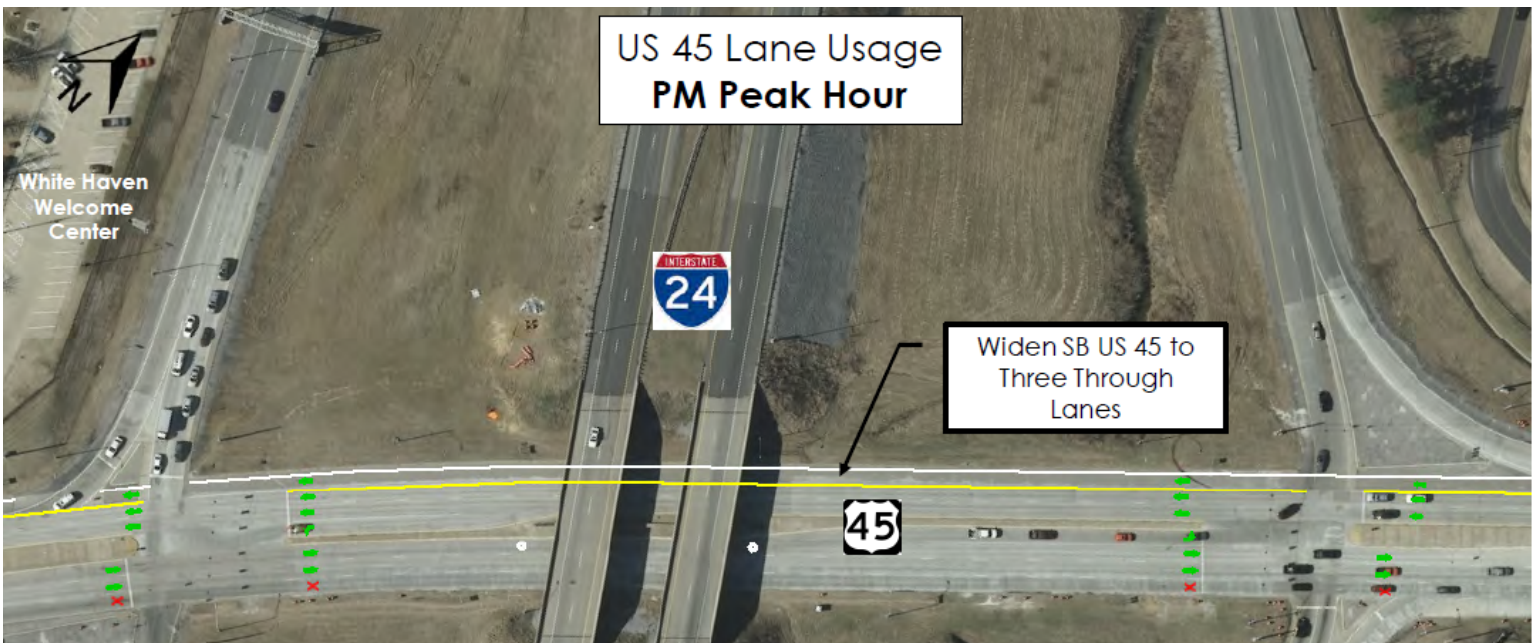 US 45 Lane Usage
PM Peak Hour
N
White Haven
Welcome
Center
INTERSTATE
24
Widen SB US 45 to
Three Through
Lanes
45